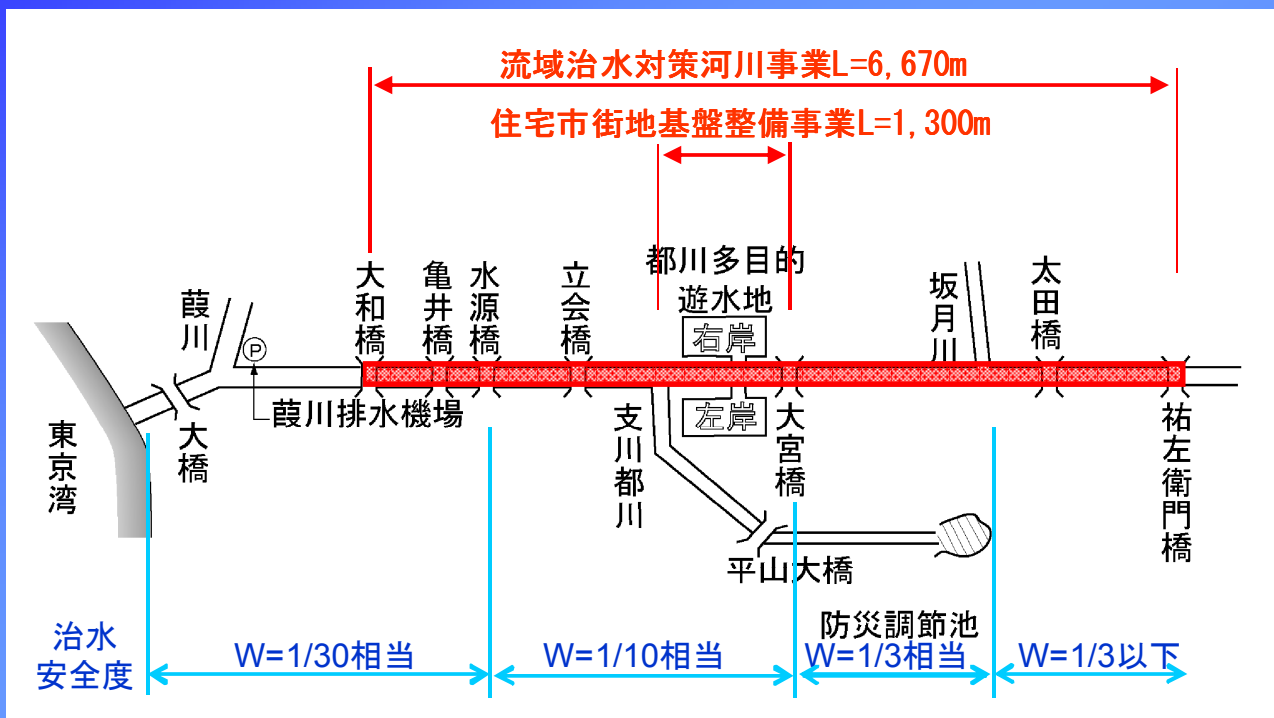 流域治水対策河川事業L=6,670m
住宅市街地基盤整備事業L=1,300m
都川多目的
遊水地
葭川
大和橋
亀井橋
水源橋
立会橋
右岸
坂月川
太田橋
P
葭川排水機場
左岸
東京湾
大橋
支川都川
大宮橋
祐左衛門橋
平山大橋
防災調節池
治水
安全度
W=1/30相当
W=1/10相当
W=1/3相当
W=1/3以下